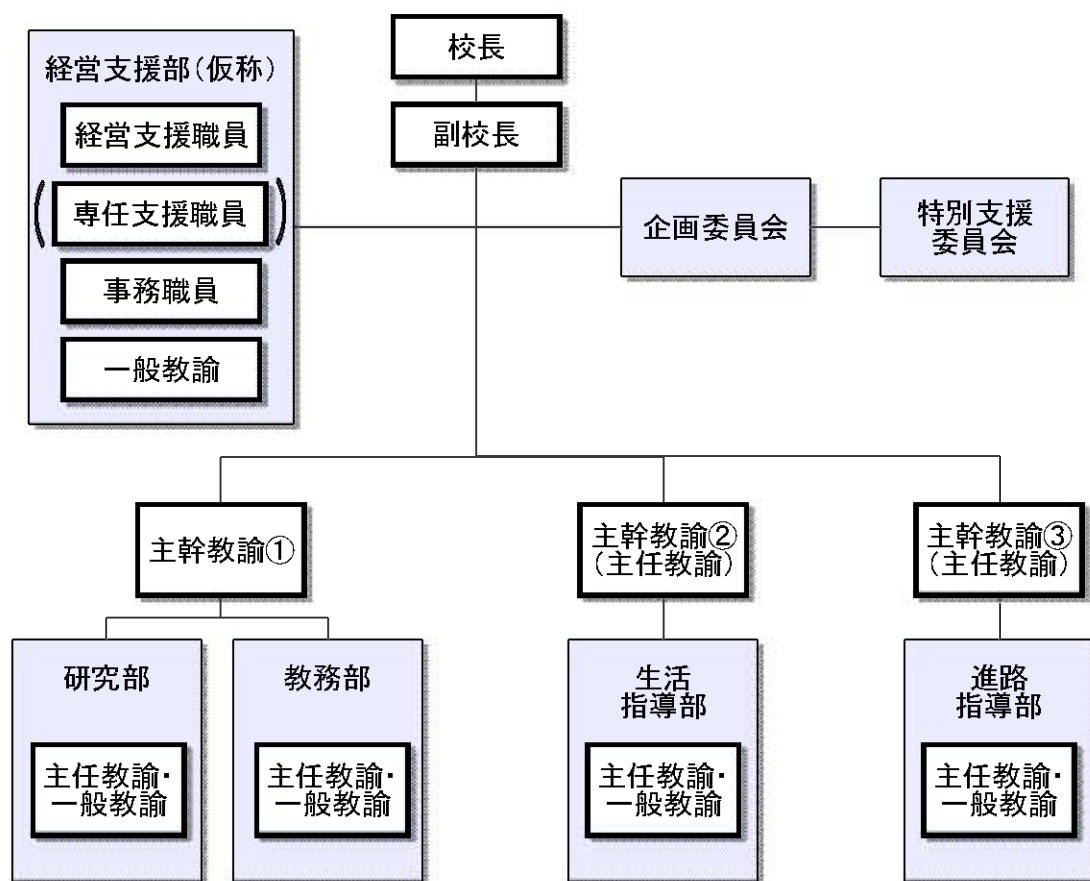 校長
副校長
経営支援部(仮称)
経営支援職員
(専任支援職員)
事務職員
一般教諭
企画委員会
特別支援
委員会
主幹教諭①
主幹教諭②
(主任教諭)
主幹教諭③
(主任教諭)
研究部
主任教諭・
一般教諭
教務部
主任教諭・
一般教諭
生活
指導部
主任教諭・
一般教諭
進路
指導部
主任教諭・
一般教諭